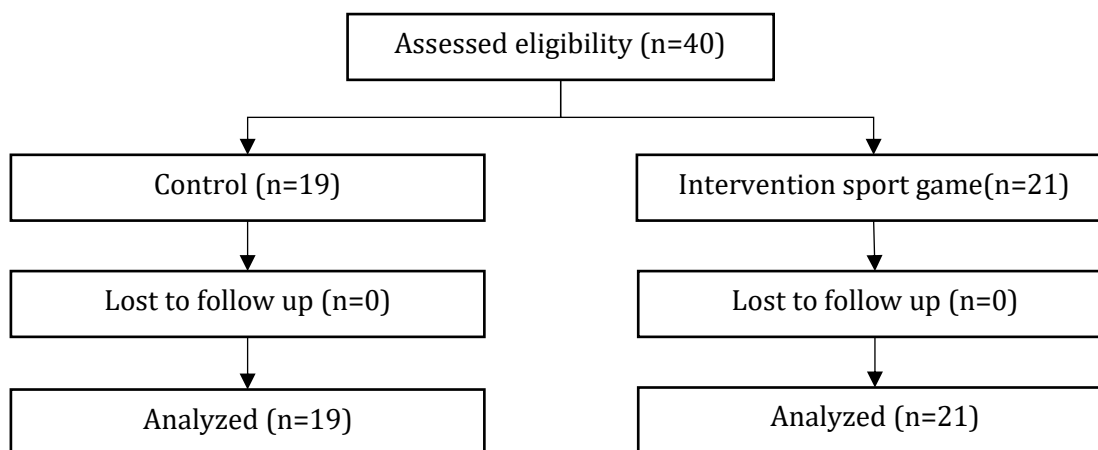 Assessed eligibility (n=40)
Control (n=19)
Intervention sport game(n=21)
Lost to follow up (n=0)
Lost to follow up (n=0)
Analyzed (n=19)
Analyzed (n=21)